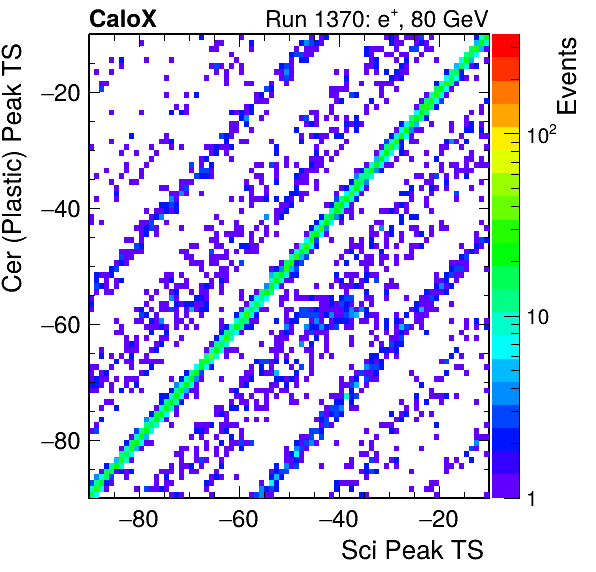 CaloX Run 1370: e⁺, 80 GeV
Cer (Plastic) Peak TS
−20
−40
−60
−80
−80 −60 −40 −20
Sci Peak TS
Events
10²
10
1